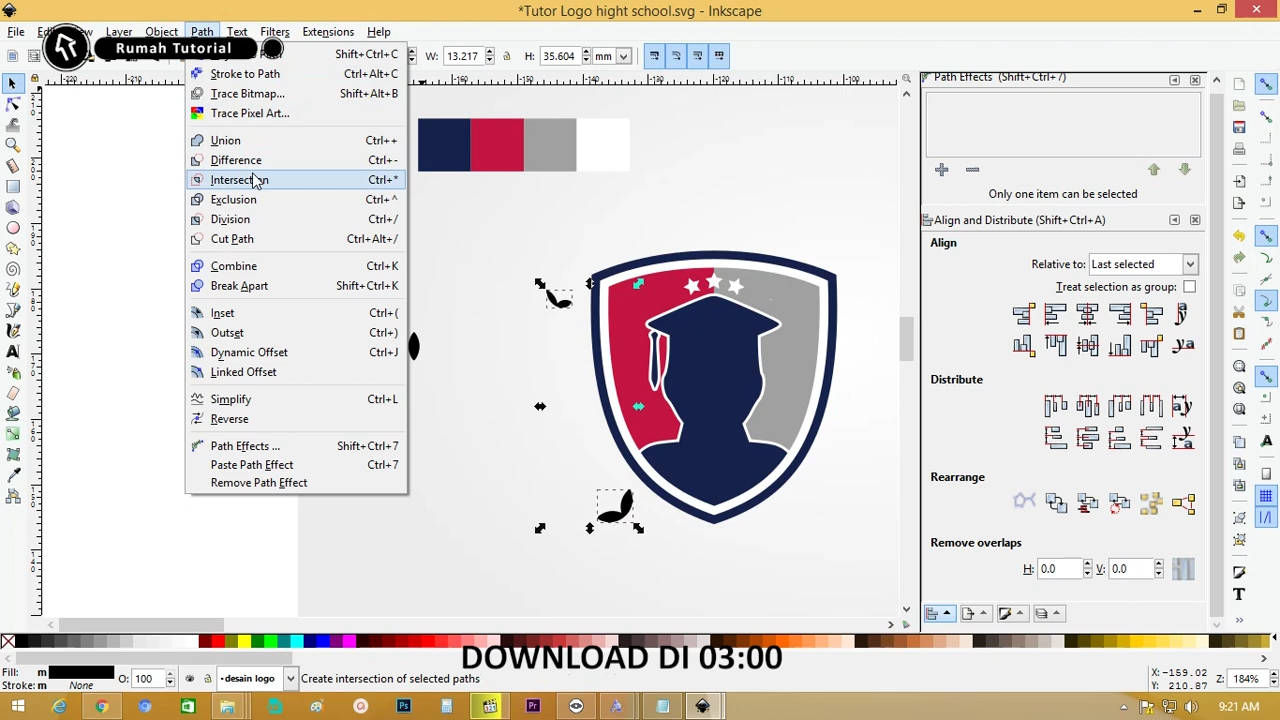 *Tutor Logo hight school.svg - Inkscape
File
Layer
Object
Path
Text
Filters
Extensions
Help
Rumah Tutorial
W: 13.217
H: 35.604
mm
Shift+Ctrl+C
Stroke to Path Ctrl+Alt+C
Trace Bitmap... Shift+Alt+B
Trace Pixel Art...
Union Ctrl++
Difference Ctrl+-
Intersection Ctrl+*
Exclusion Ctrl+^
Division Ctrl+/
Cut Path Ctrl+Alt+/
Combine Ctrl+K
Break Apart Shift+Ctrl+K
Inset Ctrl+(
Outset Ctrl+)
Dynamic Offset Ctrl+J
Linked Offset
Simplify Ctrl+L
Reverse
Path Effects ... Shift+Ctrl+7
Paste Path Effect Ctrl+7
Remove Path Effect
Path Effects (Shift+Ctrl+7)
Only one item can be selected
Align and Distribute (Shift+Ctrl+A)
Align
Relative to: Last selected
Treat selection as group:
Distribute
Rearrange
Remove overlaps
H: 0.0 V: 0.0
DOWNLOAD DI 03:00
Fill: m
Stroke: m None
O: 100
desain logo
Create intersection of selected paths
X: -159.02
Y: 210.87
Z: 184%
9:21 AM